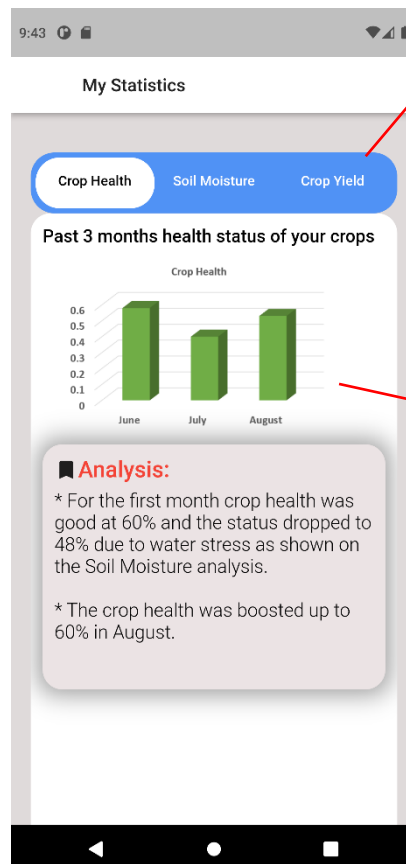 9:43
My Statistics
Crop Health Soil Moisture Crop Yield
Past 3 months health status of your crops
Crop Health
0.6
0.5
0.4
0.3
0.2
0.1
0
June July August
Analysis:
* For the first month crop health was
good at 60% and the status dropped to
48% due to water stress as shown on
the Soil Moisture analysis.
* The crop health was boosted up to
60% in August.